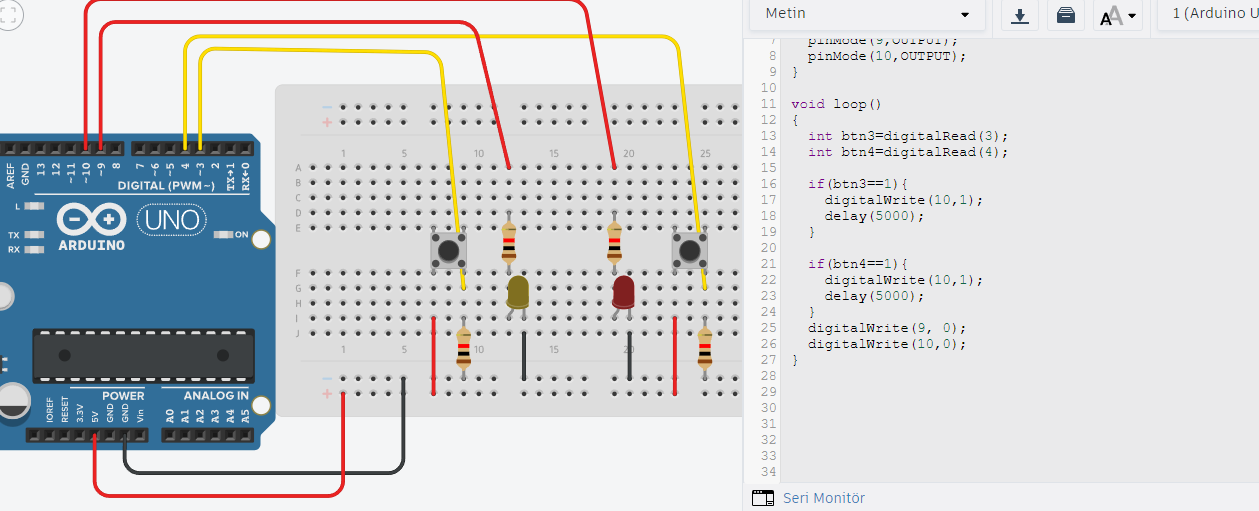 Metin
1 (Arduino U
7 pinMode(9,OUTPUT);
8 pinMode(10,OUTPUT);
9 }
10
11 void loop()
12 {
13 int btn3=digitalRead(3);
14 int btn4=digitalRead(4);
15
16 if(btn3==1){
17 digitalWrite(10,1);
18 delay(5000);
19 }
20
21 if(btn4==1){
22 digitalWrite(10,1);
23 delay(5000);
24 }
25 digitalWrite(9, 0);
26 digitalWrite(10,0);
27 }
28
29
30
31
32
33
34
Seri Monitör
AREF GND 13 12 ~11 ~10 ~9 8 7 ~6 ~5 4 ~3 2 TX→1 RX←0
DIGITAL (PWM~)
L
TX
RX
ARDUINO
UNO
ON
POWER
ANALOG IN
IOREF RESET 3.3V 5V GND GND Vin A0 A1 A2 A3 A4 A5
1 5 10 15 20 25
A
B
C
D
E
F
G
H
I
J
1 5 10 15 20 25